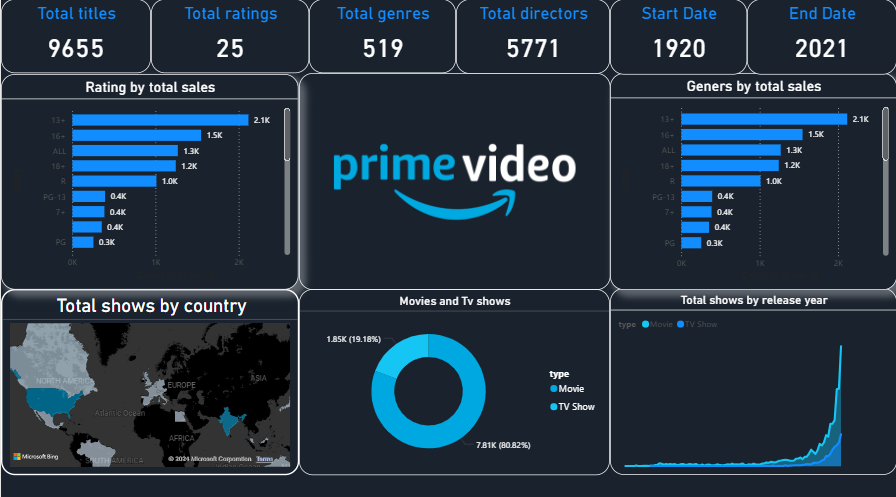 Total titles
9655
Total ratings
25
Total genres
519
Total directors
5771
Start Date
1920
End Date
2021
Rating by total sales
13+ 2.1K
16+ 1.5K
ALL 1.3K
18+ 1.2K
R 1.0K
PG-13 0.4K
7+ 0.4K
0.4K
PG 0.3K
0K 1K 2K
prime video
Geners by total sales
13+ 2.1K
16+ 1.5K
ALL 1.3K
18+ 1.2K
R 1.0K
PG-13 0.4K
7+ 0.4K
0.4K
PG 0.3K
0K 1K 2K
Total shows by country
NORTH AMERICA
EUROPE
ASIA
Atlantic Ocean
AFRICA
SOUTH AMERICA
Microsoft Bing
© 2024 Microsoft Corporation Terms
Movies and Tv shows
1.85K (19.18%)
7.81K (80.82%)
type
Movie
TV Show
Total shows by release year
type Movie TV Show